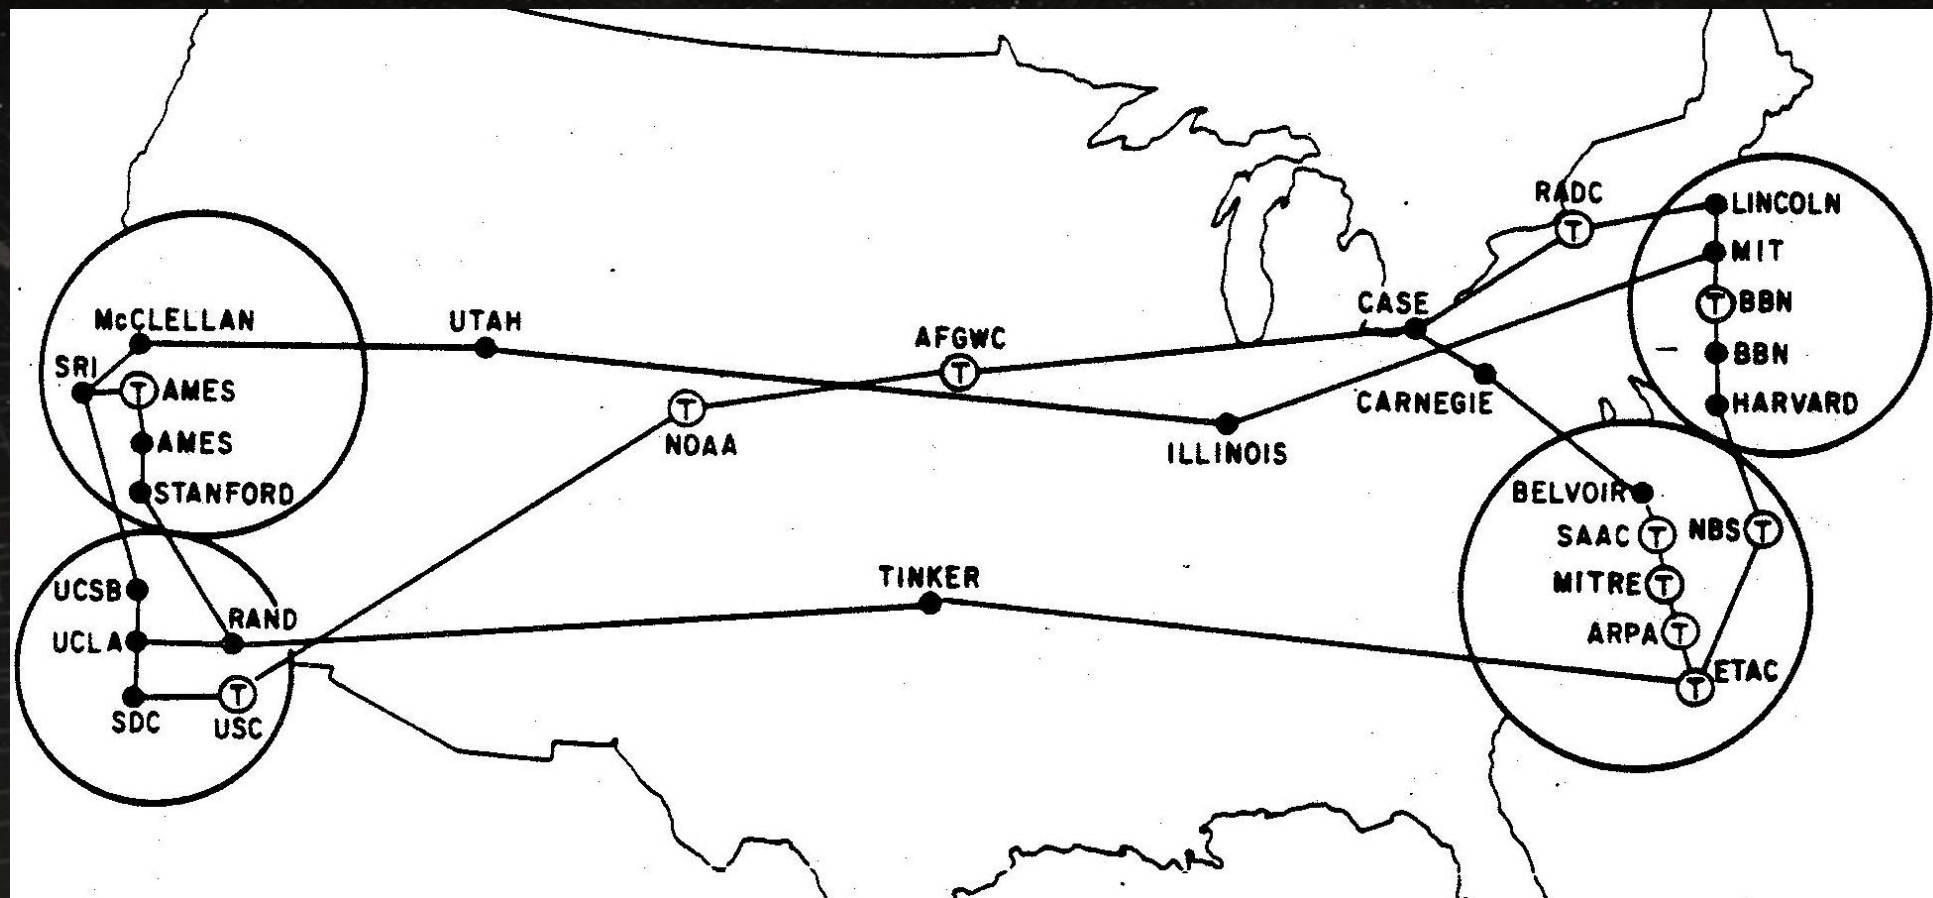 RADC
LINCOLN
MIT
T
T
BBN
CASE
McCLELLAN
UTAH
AFGWC
T
BBN
SRI
T
AMES
T
CARNEGIE
HARVARD
NOAA
AMES
ILLINOIS
STANFORD
BELVOIR
SAAC
T
NBS
T
TINKER
MITRE
T
UCSB
RAND
ARPA
T
UCLA
ETAC
T
T
SDC
USC